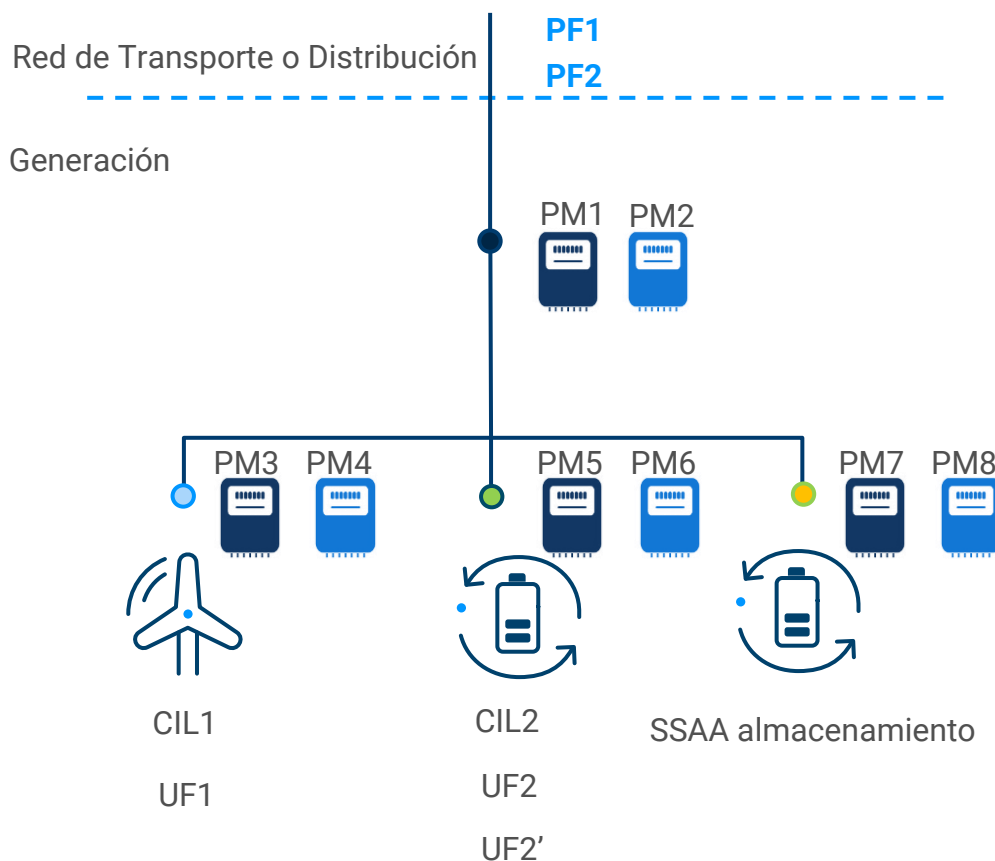 PF1
Red de Transporte o Distribución
PF2
Generación
PM1 PM2
PM3 PM4 PM5 PM6 PM7 PM8
CIL1 CIL2 SSAA almacenamiento
UF1 UF2
UF2’